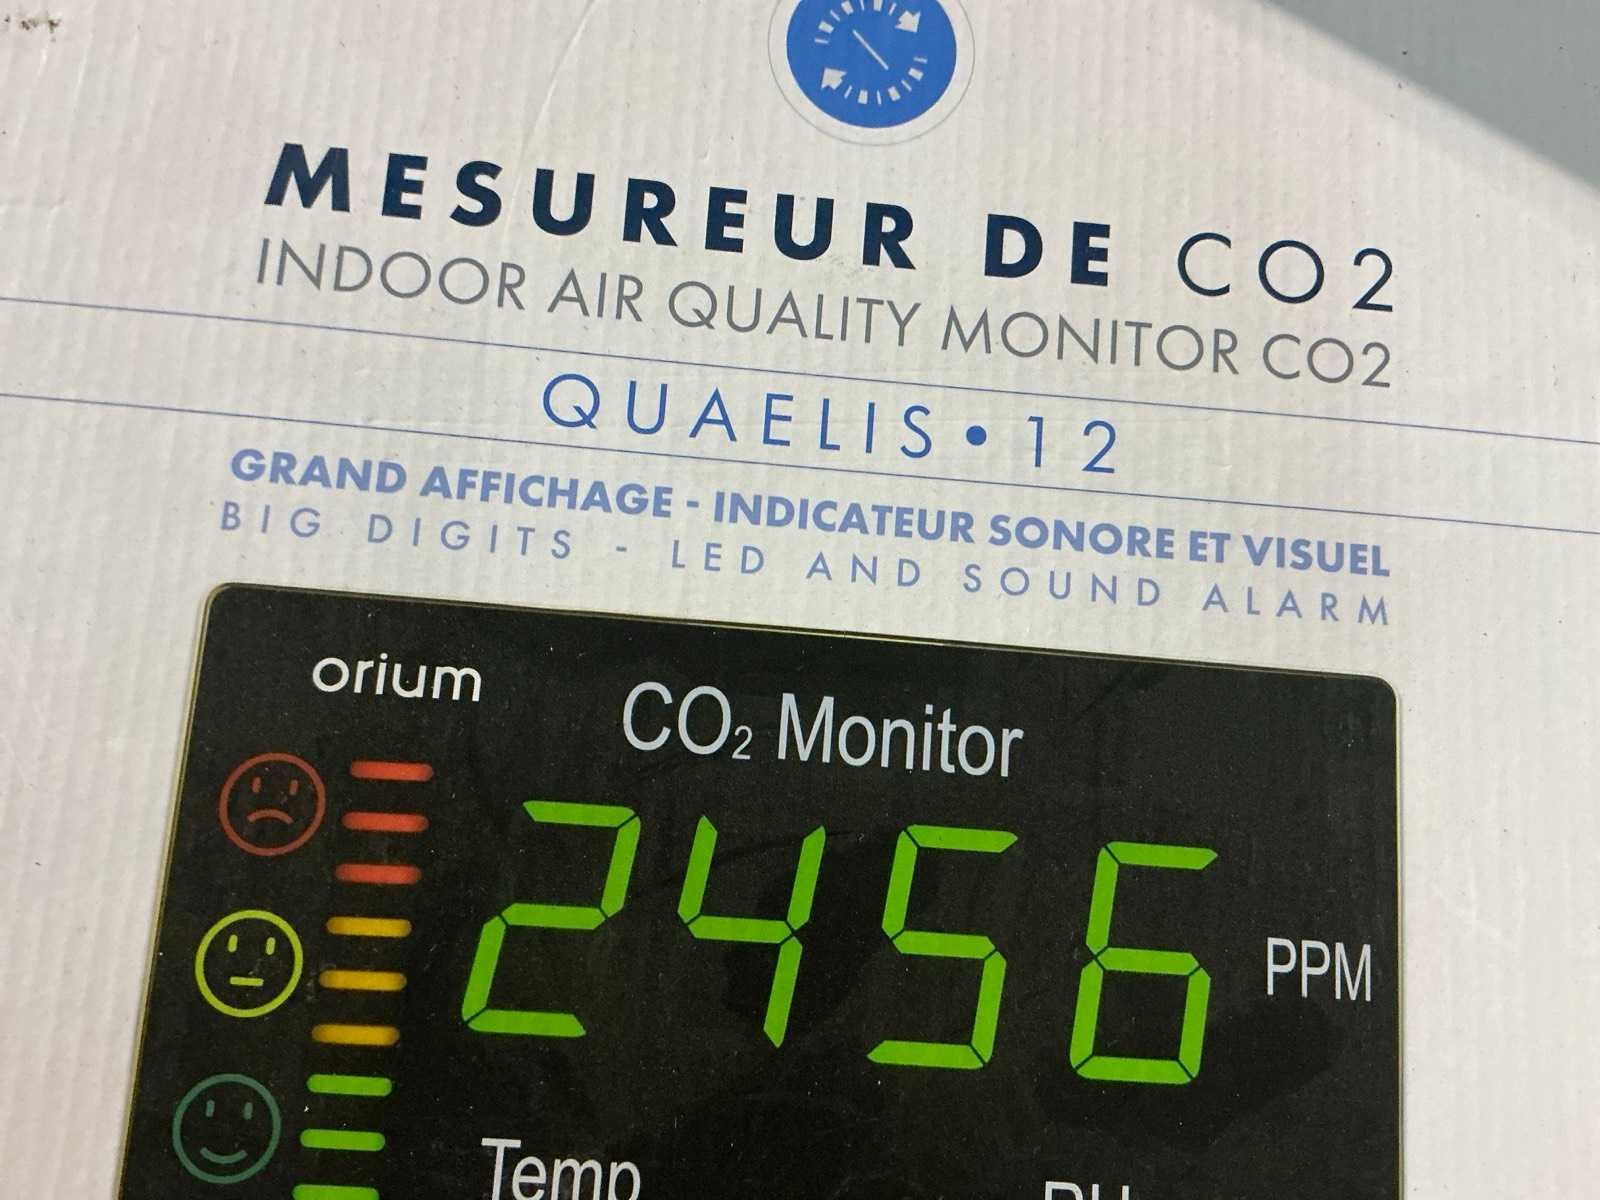 MESUREUR DE CO2
INDOOR AIR QUALITY MONITOR CO2
QUAELIS • 12
GRAND AFFICHAGE - INDICATEUR SONORE ET VISUEL
BIG DIGITS - LED AND SOUND ALARM
orium
CO₂ Monitor
2456 PPM
Temp